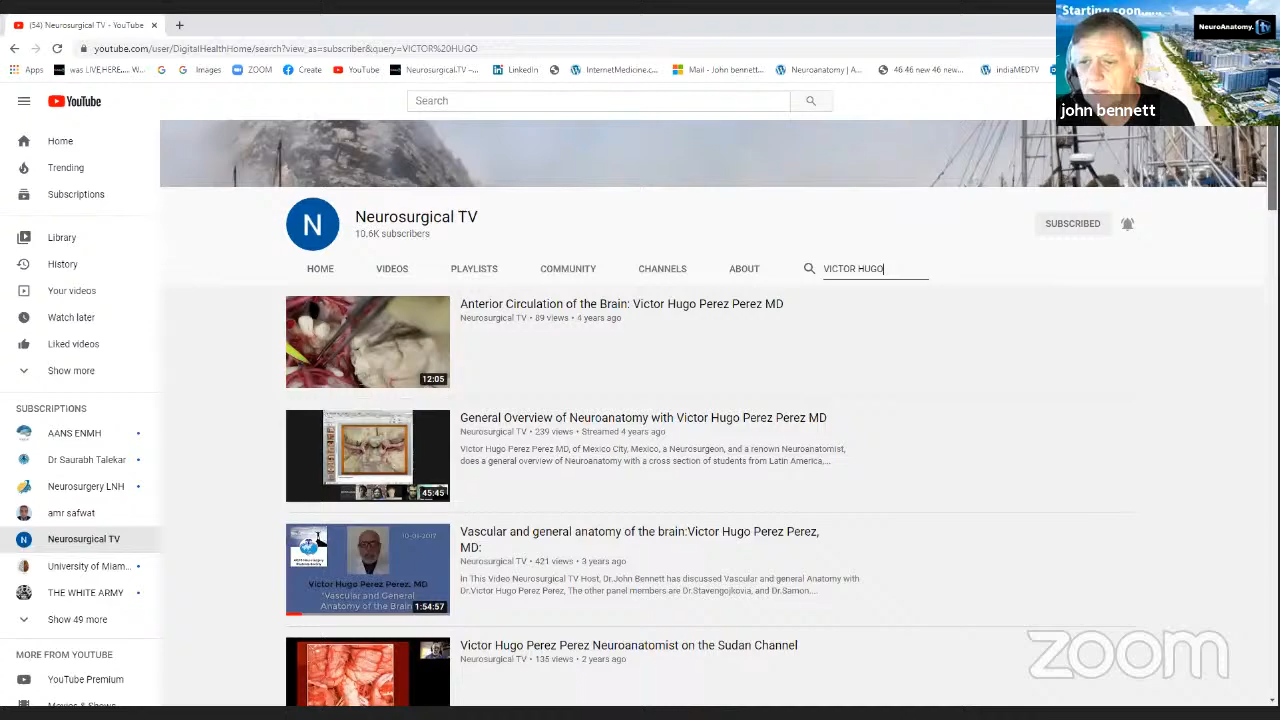 Starting soon......
NeuroAnatomy. tv
john bennett
(54) Neurosurgical TV - YouTube
youtube.com/user/DigitalHealthHome/search?view_as=subscriber&query=VICTOR%20HUGO
Apps
was LIVE.HERE..., W...
Images
ZOOM
Create
YouTube
Neurosurgical.TV –...
LinkedIn
InternetMedicine.c...
Mail - John bennet...
Neuroanatomy | A...
46 46 new 46 new...
indiaMEDTV
YouTube
Search
Home
Trending
Subscriptions
Library
History
Your videos
Watch later
Liked videos
Show more
SUBSCRIPTIONS
AANS ENMH
Dr Saurabh Talekar
Neurosurgery LNH
amr safwat
Neurosurgical TV
University of Miam...
THE WHITE ARMY
Show 49 more
MORE FROM YOUTUBE
YouTube Premium
Movies & Shows
N
Neurosurgical TV
10.6K subscribers
SUBSCRIBED
HOME
VIDEOS
PLAYLISTS
COMMUNITY
CHANNELS
ABOUT
VICTOR HUGO
12:05
Anterior Circulation of the Brain: Victor Hugo Perez Perez MD
Neurosurgical TV • 89 views • 4 years ago
45:45
General Overview of Neuroanatomy with Victor Hugo Perez Perez MD
Neurosurgical TV • 239 views • Streamed 4 years ago
Victor Hugo Perez Perez MD, of Mexico City, Mexico, a Neurosurgeon, and a renown Neuroanatomist,
does a general overview of Neuroanatomy with a cross section of students from Latin America,...
Victor Hugo Perez Perez, MD
"Vascular and General
Anatomy of the Brain
1:54:57
Vascular and general anatomy of the brain:Victor Hugo Perez Perez,
MD:
Neurosurgical TV • 421 views • 3 years ago
In This Video Neurosurgical TV Host, Dr.John Bennett has discussed Vascular and general Anatomy with
Dr.Victor Hugo Perez Perez, The other panel members are Dr.Stavengojkovia, and Dr.Samon....
Victor Hugo Perez Perez Neuroanatomist on the Sudan Channel
Neurosurgical TV • 135 views • 2 years ago
zoom